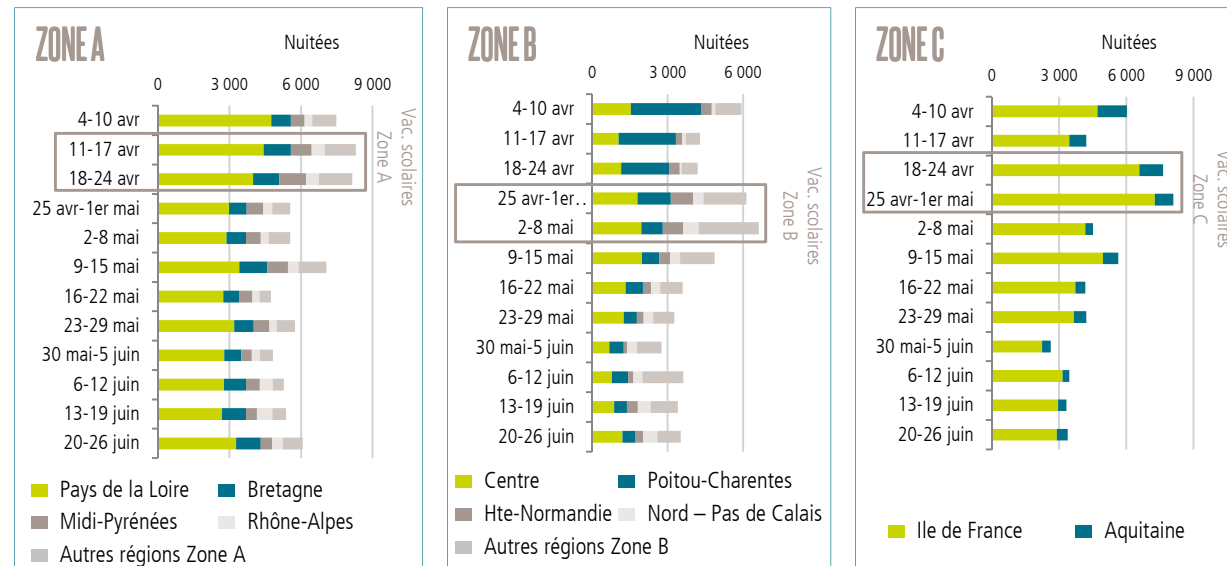 ZONE A
Nuitées
0 3 000 6 000 9 000
4-10 avr
11-17 avr
18-24 avr
25 avr-1er mai
2-8 mai
9-15 mai
16-22 mai
23-29 mai
30 mai-5 juin
6-12 juin
13-19 juin
20-26 juin
Vac. scolaires
Zone A
Pays de la Loire Bretagne
Midi-Pyrénées Rhône-Alpes
Autres régions Zone A
ZONE B
Nuitées
0 3 000 6 000
4-10 avr
11-17 avr
18-24 avr
25 avr-1er…
2-8 mai
9-15 mai
16-22 mai
23-29 mai
30 mai-5 juin
6-12 juin
13-19 juin
20-26 juin
Vac. scolaires
Zone B
Centre Poitou-Charentes
Hte-Normandie Nord – Pas de Calais
Autres régions Zone B
ZONE C
Nuitées
0 3 000 6 000 9 000
4-10 avr
11-17 avr
18-24 avr
25 avr-1er mai
2-8 mai
9-15 mai
16-22 mai
23-29 mai
30 mai-5 juin
6-12 juin
13-19 juin
20-26 juin
Vac. scolaires
Zone C
Ile de France Aquitaine